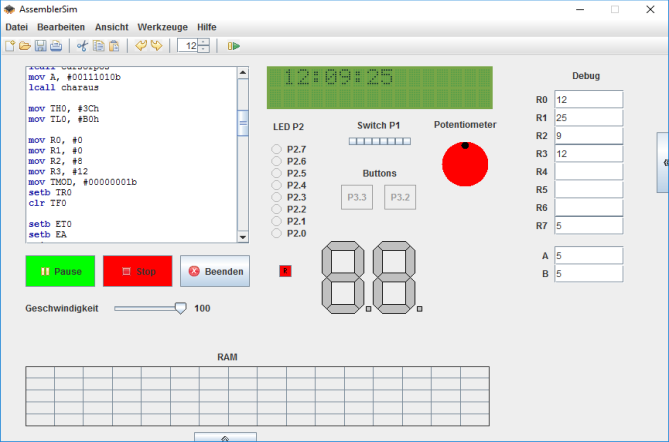 AssemblerSim
Datei Bearbeiten Ansicht Werkzeuge Hilfe
12
lcall cursorpos
mov A, #00111010b
lcall charaus
mov TH0, #3Ch
mov TL0, #B0h
mov R0, #0
mov R1, #0
mov R2, #8
mov R3, #12
mov TMOD, #00000001b
setb TR0
clr TF0
setb ET0
setb EA
12:09:25
LED P2
P2.7
P2.6
P2.5
P2.4
P2.3
P2.2
P2.1
P2.0
Switch P1
Potentiometer
Buttons
P3.3 P3.2
Debug
R0 12
R1 25
R2 9
R3 12
R4
R5
R6
R7 5
A 5
B 5
Pause Stop Beenden
Geschwindigkeit 100
RAM